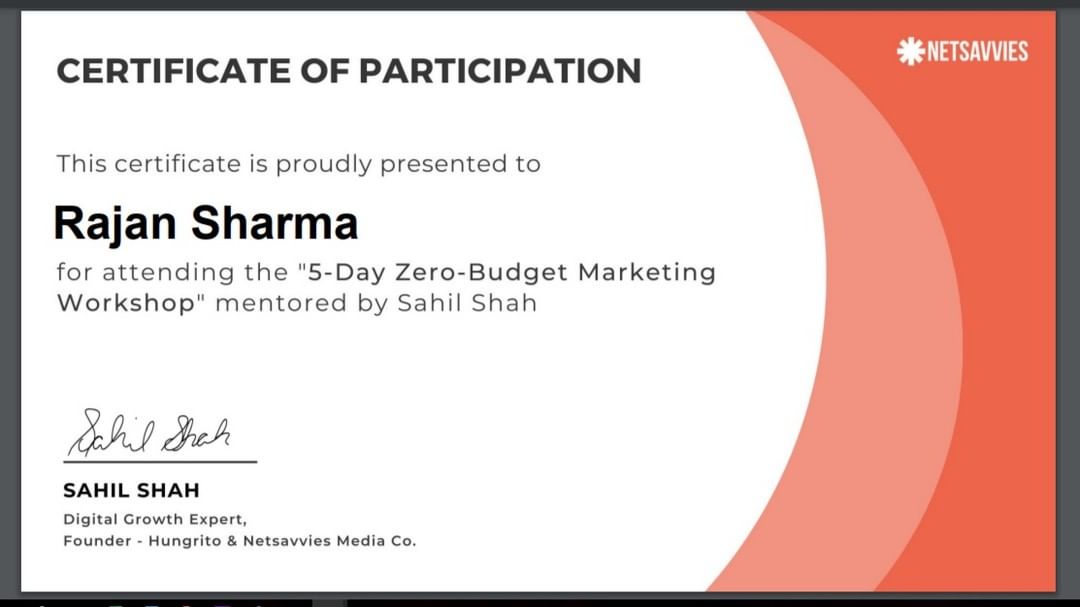 NETSAVVIES
CERTIFICATE OF PARTICIPATION
This certificate is proudly presented to
Rajan Sharma
for attending the "5-Day Zero-Budget Marketing
Workshop" mentored by Sahil Shah
Sahil Shah
SAHIL SHAH
Digital Growth Expert,
Founder - Hungrito & Netsavvies Media Co.